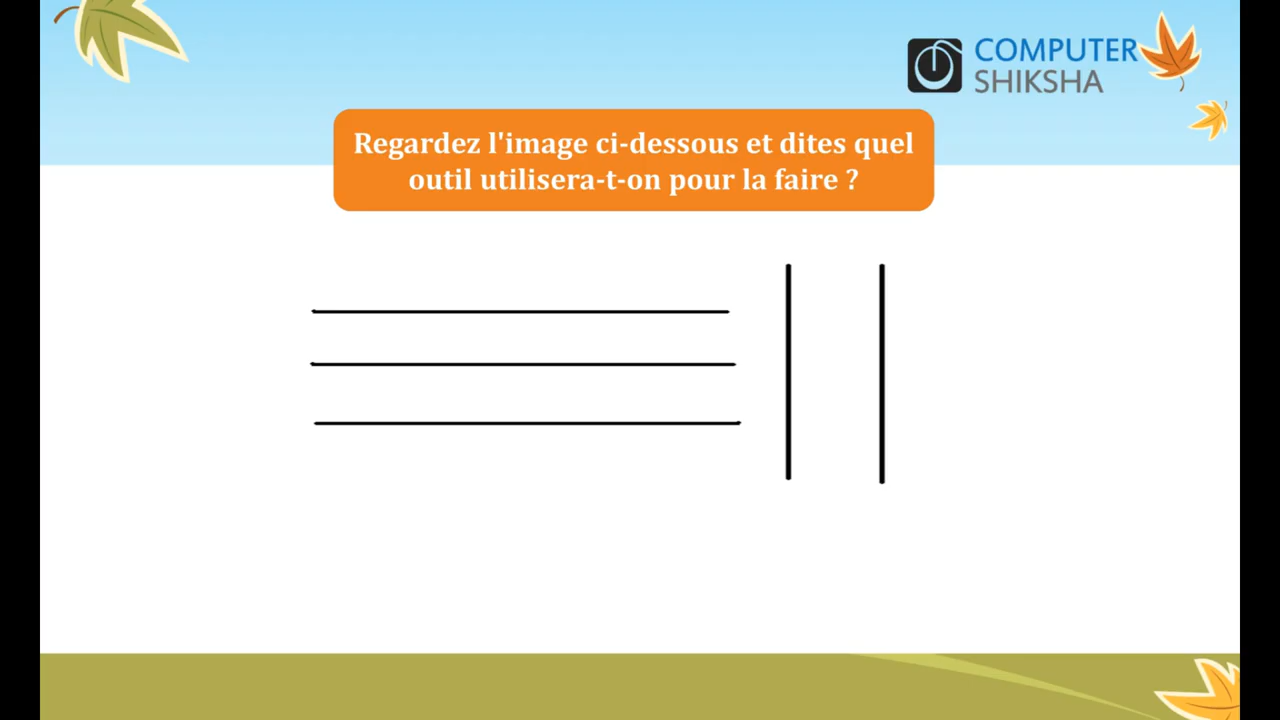 COMPUTER
SHIKSHA
Regardez l'image ci-dessous et dites quel
outil utilisera-t-on pour la faire ?